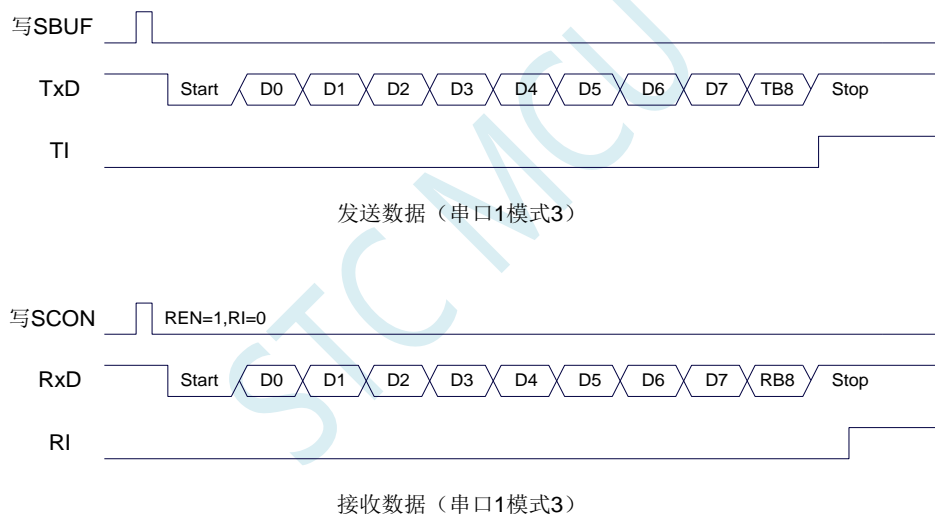 写SBUF
TxD Start D0 D1 D2 D3 D4 D5 D6 D7 TB8 Stop
TI
发送数据（串口1模式3）
写SCON REN=1,RI=0
RxD Start D0 D1 D2 D3 D4 D5 D6 D7 RB8 Stop
RI
接收数据（串口1模式3）
STC MCU